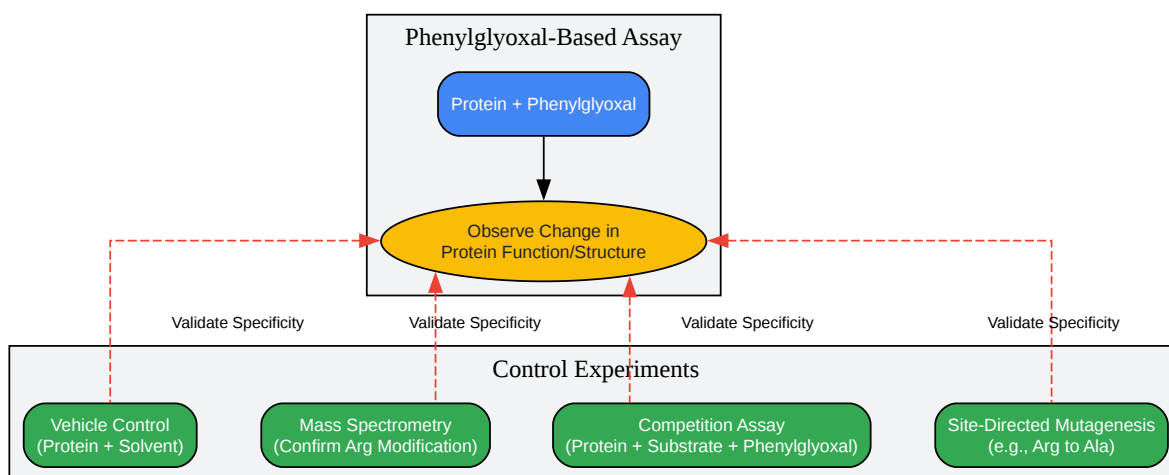 Phenylglyoxal-Based Assay
Protein + Phenylglyoxal
Observe Change in
Protein Function/Structure
Validate Specificity
Validate Specificity
Validate Specificity
Validate Specificity
Control Experiments
Vehicle Control
(Protein + Solvent)
Mass Spectrometry
(Confirm Arg Modification)
Competition Assay
(Protein + Substrate + Phenylglyoxal)
Site-Directed Mutagenesis
(e.g., Arg to Ala)